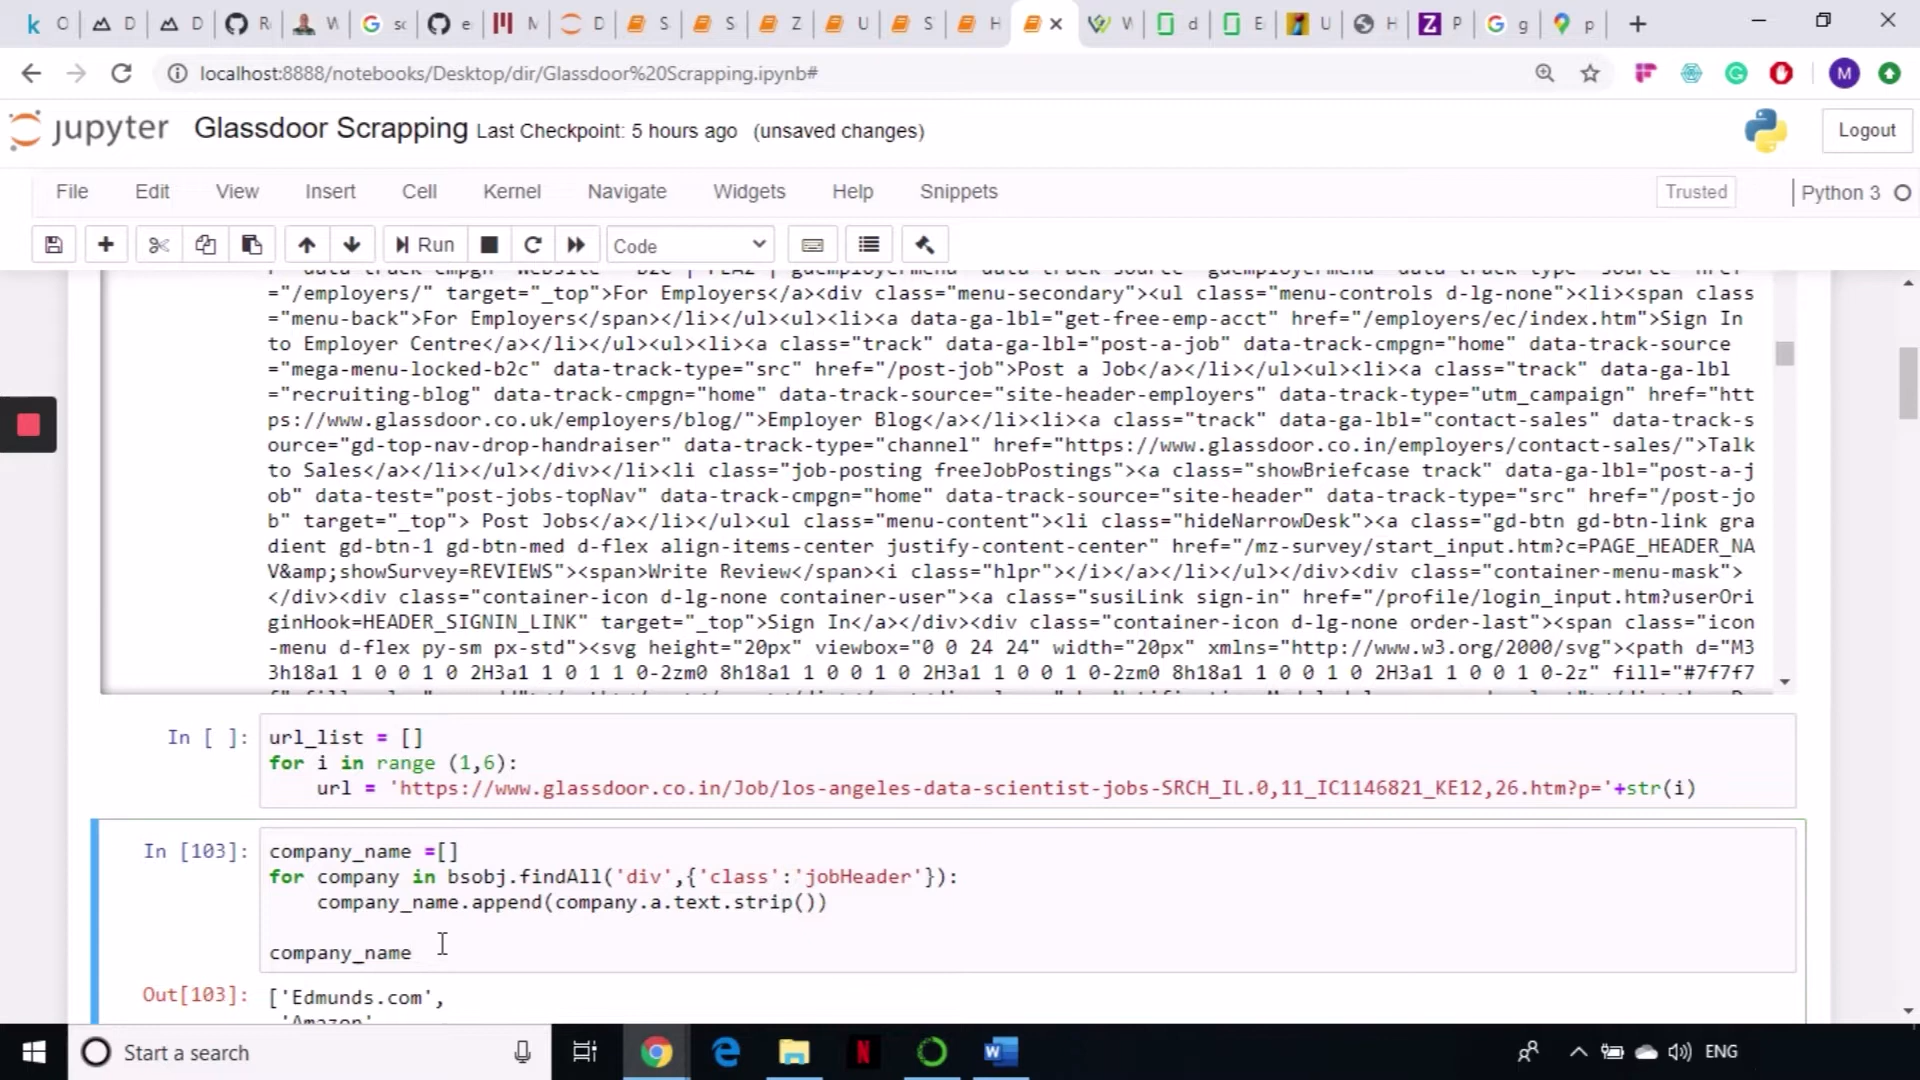 k O D D R W so e M D S S Z U S H W d E U H P g p
localhost:8888/notebooks/Desktop/dir/Glassdoor%20Scrapping.ipynb#
M
jupyter Glassdoor Scrapping Last Checkpoint: 5 hours ago (unsaved changes) Logout
File Edit View Insert Cell Kernel Navigate Widgets Help Snippets Trusted Python 3
Run Code
="/employers/" target="_top">For Employers</a><div class="menu-secondary"><ul class="menu-controls d-lg-none"><li><span class
="menu-back">For Employers</span></li></ul><ul><li><a data-ga-lbl="get-free-emp-acct" href="/employers/ec/index.htm">Sign In
to Employer Centre</a></li></ul><ul><li><a class="track" data-ga-lbl="post-a-job" data-track-cmpgn="home" data-track-source
="mega-menu-locked-b2c" data-track-type="src" href="/post-job">Post a Job</a></li></ul><ul><li><a class="track" data-ga-lbl
="recruiting-blog" data-track-cmpgn="home" data-track-source="site-header-employers" data-track-type="utm_campaign" href="htt
ps://www.glassdoor.co.uk/employers/blog/">Employer Blog</a></li><li><a class="track" data-ga-lbl="contact-sales" data-track-s
ource="gd-top-nav-drop-handraiser" data-track-type="channel" href="https://www.glassdoor.co.in/employers/contact-sales/">Talk
to Sales</a></li></ul></div></li><li class="job-posting freeJobPostings"><a class="showBriefcase track" data-ga-lbl="post-a-j
ob" data-test="post-jobs-topNav" data-track-cmpgn="home" data-track-source="site-header" data-track-type="src" href="/post-jo
b" target="_top"> Post Jobs</a></li></ul><ul class="menu-content"><li class="hideNarrowDesk"><a class="gd-btn gd-btn-link gra
dient gd-btn-1 gd-btn-med d-flex align-items-center justify-content-center" href="/mz-survey/start_input.htm?c=PAGE_HEADER_NA
V&amp;showSurvey=REVIEWS"><span>Write Review</span><i class="hlpr"></i></a></li></ul></div><div class="container-menu-mask">
</div><div class="container-icon d-lg-none container-user"><a class="susiLink sign-in" href="/profile/login_input.htm?userOri
ginHook=HEADER_SIGNIN_LINK" target="_top">Sign In</a></div><div class="container-icon d-lg-none order-last"><span class="icon
-menu d-flex py-sm px-std"><svg height="20px" viewbox="0 0 24 24" width="20px" xmlns="http://www.w3.org/2000/svg"><path d="M3
3h18a1 1 0 0 1 0 2H3a1 1 0 1 1 0-2zm0 8h18a1 1 0 0 1 0 2H3a1 1 0 0 1 0-2zm0 8h18a1 1 0 0 1 0 2H3a1 1 0 0 1 0-2z" fill="#7f7f7
In [ ]: url_list = []
for i in range (1,6):
url = 'https://www.glassdoor.co.in/Job/los-angeles-data-scientist-jobs-SRCH_IL.0,11_IC1146821_KE12,26.htm?p='+str(i)
In [103]: company_name =[]
for company in bsobj.findAll('div',{'class':'jobHeader'}):
company_name.append(company.a.text.strip())
company_name
Out[103]: ['Edmunds.com',
'Amazon'
Start a search ENG